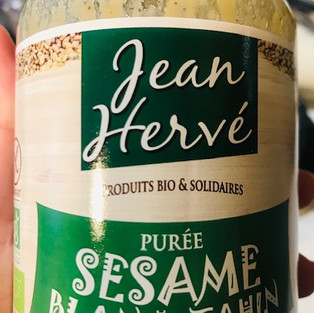 Jean
Hervé
PRODUITS BIO & SOLIDAIRES
PURÉE
SESAME